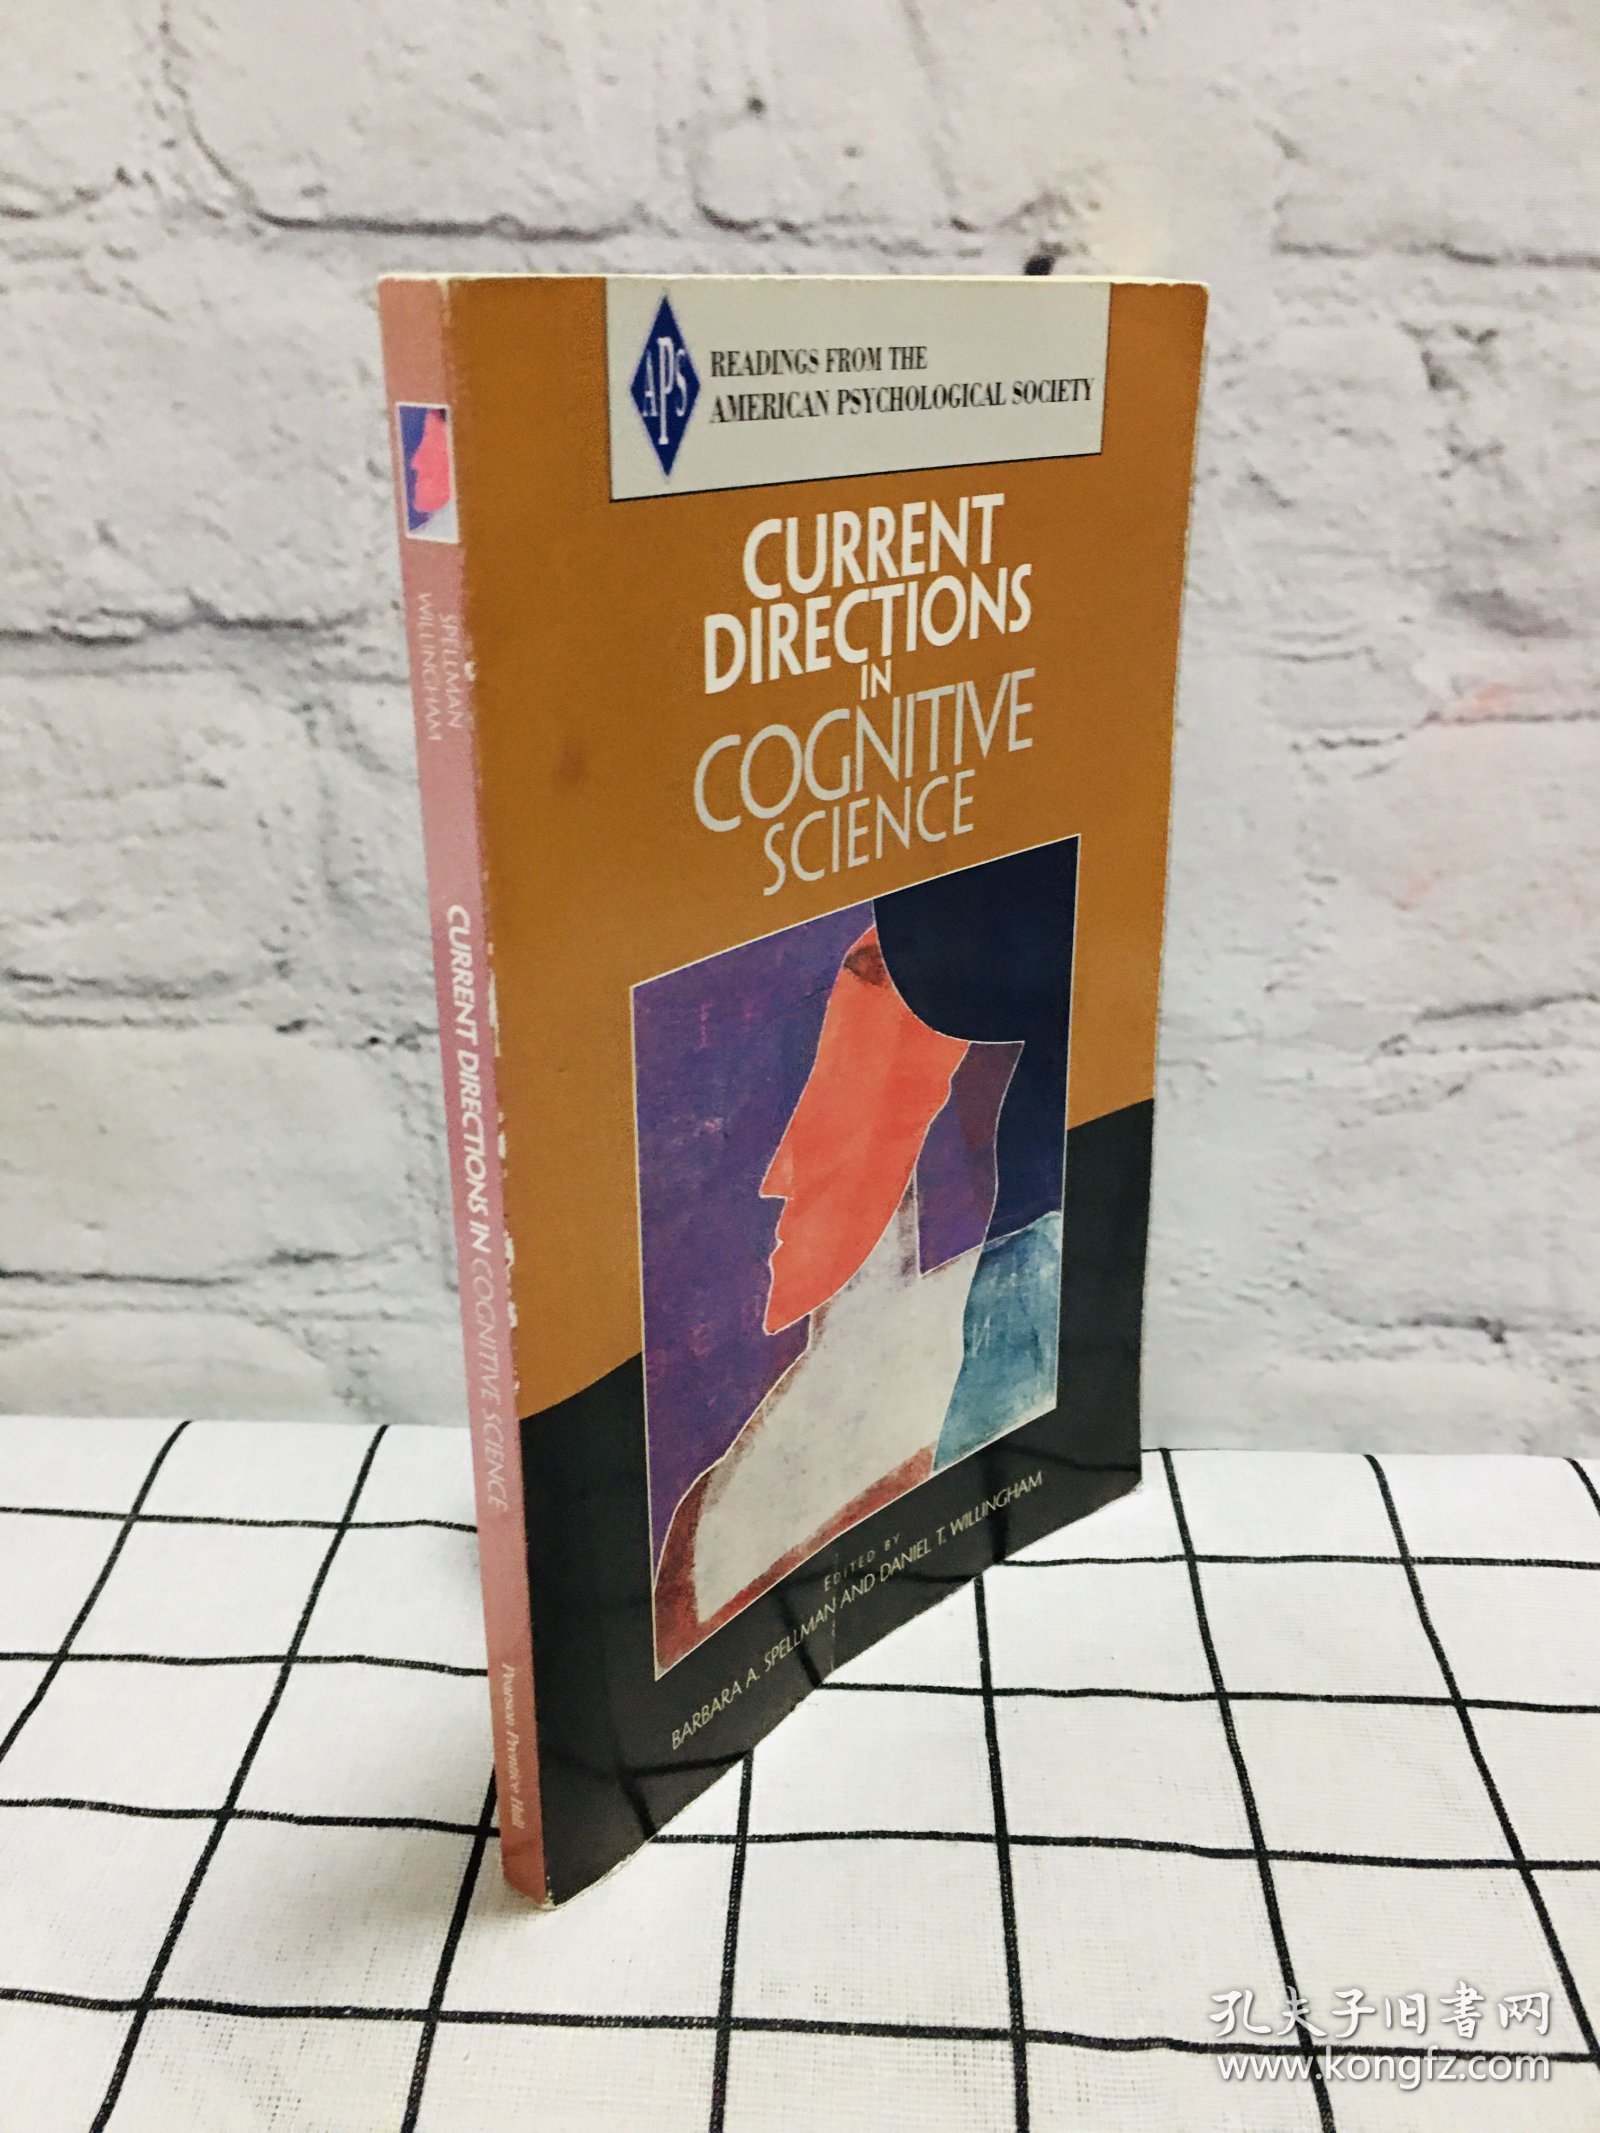 APS
READINGS FROM THE
AMERICAN PSYCHOLOGICAL SOCIETY
CURRENT
DIRECTIONS
IN
COGNITIVE
SCIENCE
EDITED BY
BARBARA A. SPELLMAN AND DANIEL T. WILLINGHAM
SPELLMAN
WILLINGHAM
CURRENT DIRECTIONS IN COGNITIVE SCIENCE
Pearson Prentice Hall
孔夫子旧书网
www.kongfz.com